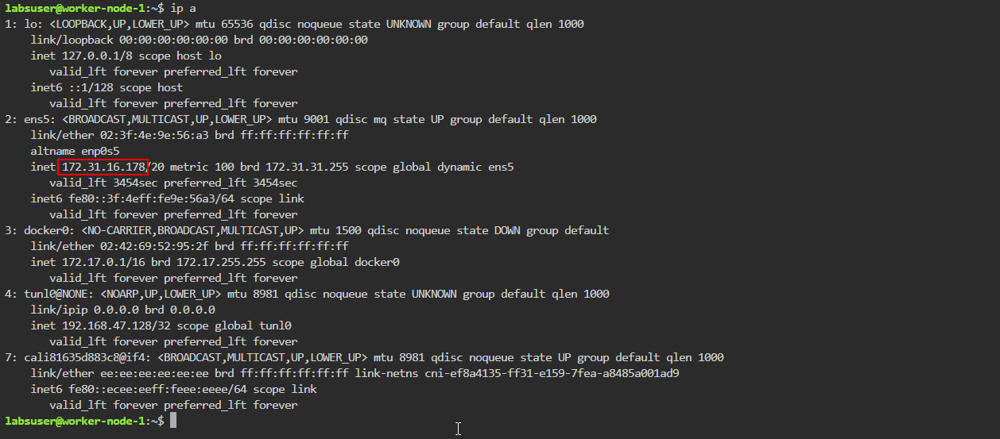 labsuser@worker-node-1:~$ ip a
1: lo: <LOOPBACK,UP,LOWER_UP> mtu 65536 qdisc noqueue state UNKNOWN group default qlen 1000
    link/loopback 00:00:00:00:00:00 brd 00:00:00:00:00:00
    inet 127.0.0.1/8 scope host lo
       valid_lft forever preferred_lft forever
    inet6 ::1/128 scope host
       valid_lft forever preferred_lft forever
2: ens5: <BROADCAST,MULTICAST,UP,LOWER_UP> mtu 9001 qdisc mq state UP group default qlen 1000
    link/ether 02:3f:4e:9e:56:a3 brd ff:ff:ff:ff:ff:ff
    altname enp0s5
    inet 172.31.16.178/20 metric 100 brd 172.31.31.255 scope global dynamic ens5
       valid_lft 3454sec preferred_lft 3454sec
    inet6 fe80::3f:4eff:fe9e:56a3/64 scope link
       valid_lft forever preferred_lft forever
3: docker0: <NO-CARRIER,BROADCAST,MULTICAST,UP> mtu 1500 qdisc noqueue state DOWN group default
    link/ether 02:42:69:52:95:2f brd ff:ff:ff:ff:ff:ff
    inet 172.17.0.1/16 brd 172.17.255.255 scope global docker0
       valid_lft forever preferred_lft forever
4: tunl0@NONE: <NOARP,UP,LOWER_UP> mtu 8981 qdisc noqueue state UNKNOWN group default qlen 1000
    link/ipip 0.0.0.0 brd 0.0.0.0
    inet 192.168.47.128/32 scope global tunl0
       valid_lft forever preferred_lft forever
7: cali81635d883c8@if4: <BROADCAST,MULTICAST,UP,LOWER_UP> mtu 8981 qdisc noqueue state UP group default qlen 1000
    link/ether ee:ee:ee:ee:ee:ee brd ff:ff:ff:ff:ff:ff link-netns cni-ef8a4135-ff31-e159-7fea-a8485a001ad9
    inet6 fe80::ecee:eeff:feee:eeee/64 scope link
       valid_lft forever preferred_lft forever
labsuser@worker-node-1:~$